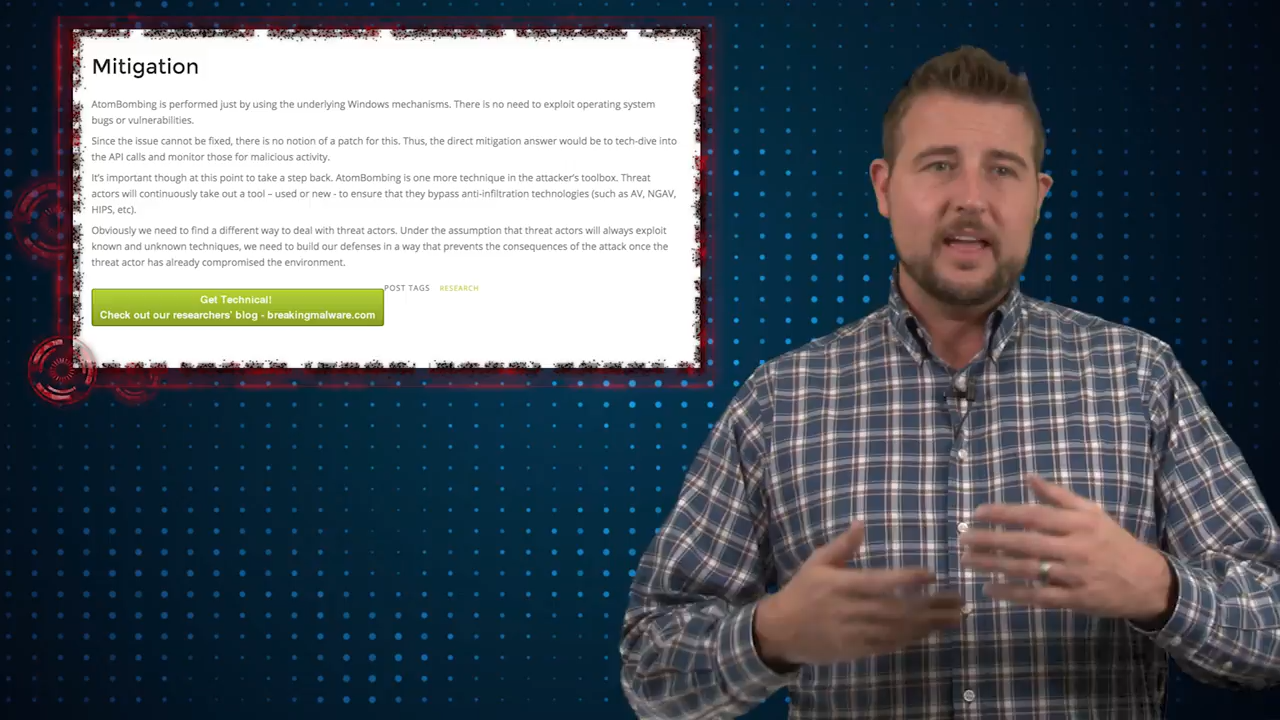 Mitigation
AtomBombing is performed just by using the underlying Windows mechanisms. There is no need to exploit operating system
bugs or vulnerabilities.
Since the issue cannot be fixed, there is no notion of a patch for this. Thus, the direct mitigation answer would be to tech-dive into
the API calls and monitor those for malicious activity.
It's important though at this point to take a step back. AtomBombing is one more technique in the attacker's toolbox. Threat
actors will continuously take out a tool – used or new - to ensure that they bypass anti-infiltration technologies (such as AV, NGAV,
HIPS, etc).
Obviously we need to find a different way to deal with threat actors. Under the assumption that threat actors will always exploit
known and unknown techniques, we need to build our defenses in a way that prevents the consequences of the attack once the
threat actor has already compromised the environment.
POST TAGS RESEARCH
Get Technical!
Check out our researchers' blog - breakingmalware.com